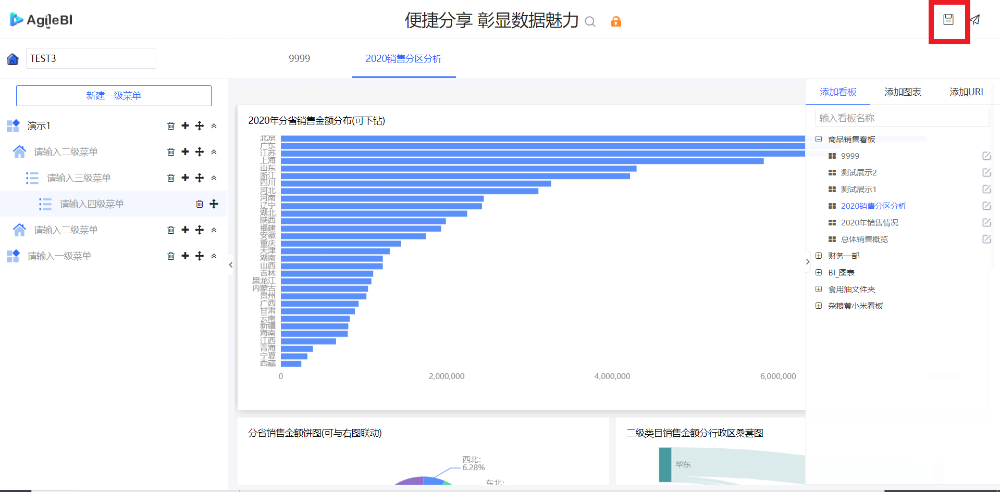 AgileBI
便捷分享 彰显数据魅力
TEST3
9999
2020销售分区分析
新建一级菜单
演示1
请输入二级菜单
请输入三级菜单
请输入四级菜单
请输入二级菜单
请输入一级菜单
2020年分省销售金额分布(可下钻)
北京
广东
江苏
上海
山东
浙江
四川
河北
河南
辽宁
湖北
陕西
福建
安徽
重庆
天津
湖南
山西
吉林
黑龙江
内蒙古
贵州
广西
甘肃
云南
新疆
海南
江西
青海
宁夏
西藏
0 2,000,000 4,000,000 6,000,000 8,000,000
分省销售金额饼图(可与右图联动)
西北:
6.28%
东北:
二级类目销售金额分行政区桑葚图
华东
添加看板 添加图表 添加URL
输入看板名称
商品销售看板
9999
测试展示2
测试展示1
2020销售分区分析
2020年销售情况
总体销售概览
财务一部
BI_图表
食用油文件夹
杂粮黄小米看板